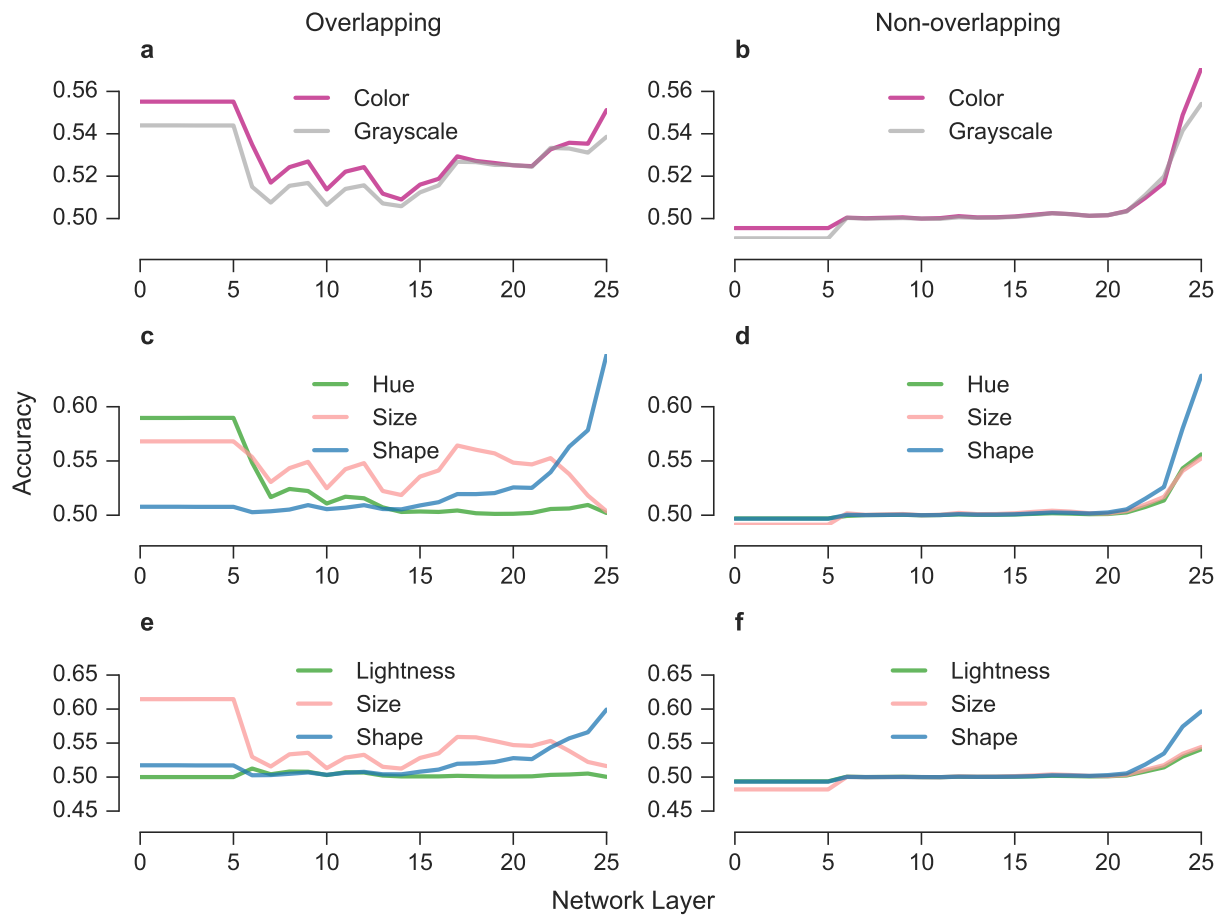 Overlapping
Non-overlapping
a
b
0.56
0.54
0.52
0.50
Color
Grayscale
0 5 10 15 20 25
0.56
0.54
0.52
0.50
Color
Grayscale
0 5 10 15 20 25
c
d
Accuracy
0.60
0.55
0.50
Hue
Size
Shape
0 5 10 15 20 25
0.60
0.55
0.50
Hue
Size
Shape
0 5 10 15 20 25
e
f
0.65
0.60
0.55
0.50
0.45
Lightness
Size
Shape
0 5 10 15 20 25
0.65
0.60
0.55
0.50
0.45
Lightness
Size
Shape
0 5 10 15 20 25
Network Layer